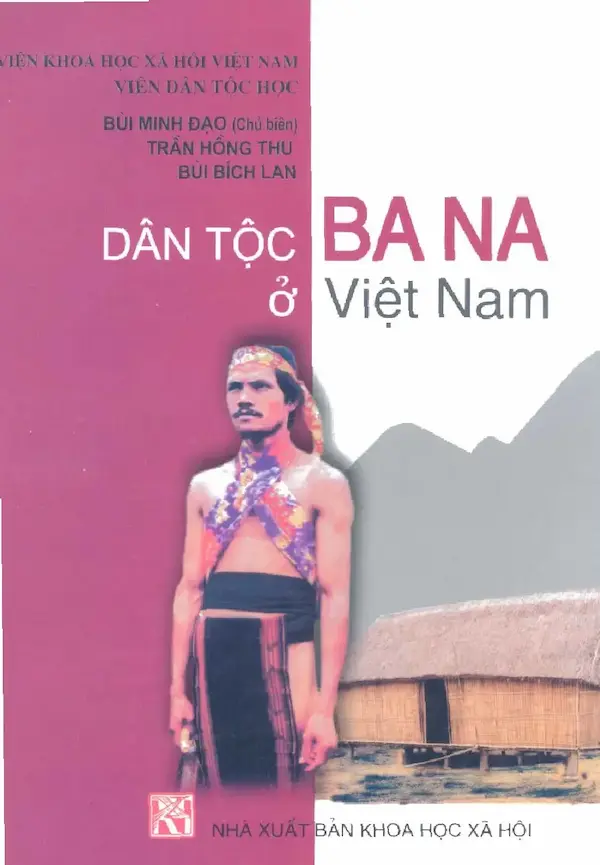 VIỆN KHOA HỌC XÃ HỘI VIỆT NAM
VIỆN DÂN TỘC HỌC
BÙI MINH ĐẠO (Chủ biên)
TRẦN HỒNG THU
BÙI BÍCH LAN
DÂN TỘC BA NA
ở Việt Nam
NHÀ XUẤT BẢN KHOA HỌC XÃ HỘI